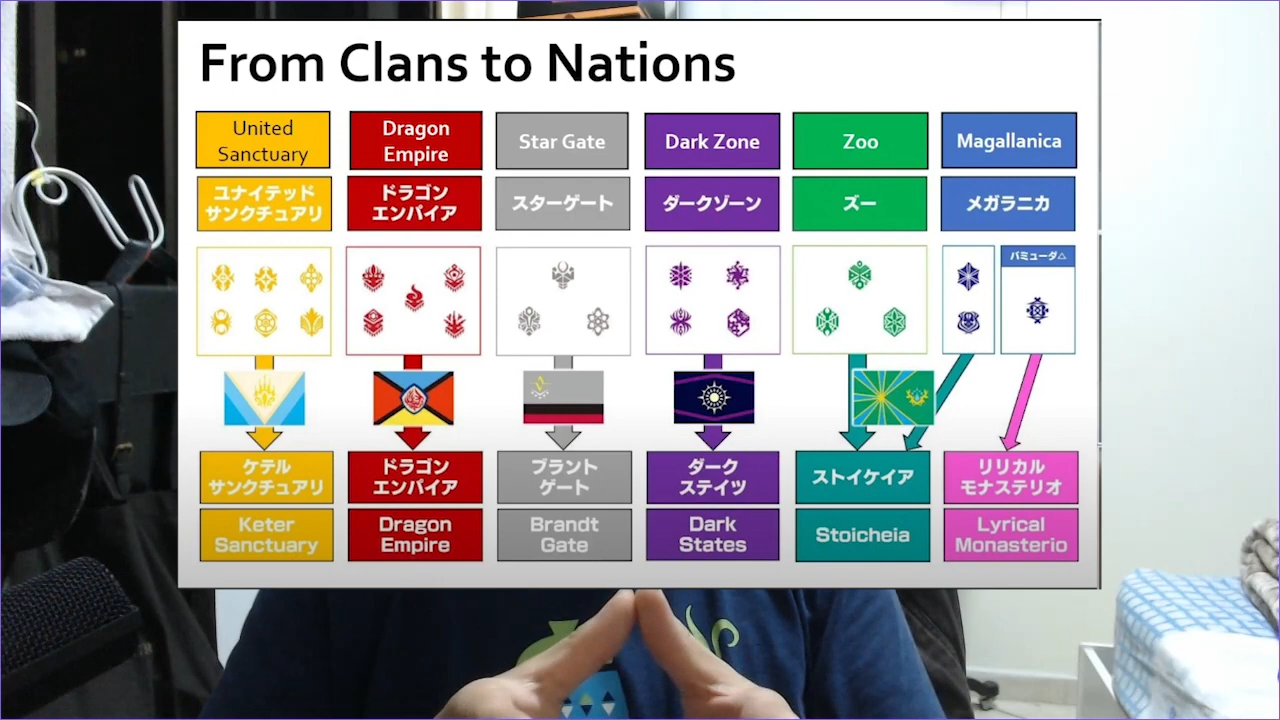 From Clans to Nations
United
Sanctuary
Dragon
Empire
Star Gate
Dark Zone
Zoo
Magallanica
ユナイテッド
サンクチュアリ
ドラゴン
エンパイア
スターゲート
ダークゾーン
ズー
メガラニカ
バミューダ△
ケテル
サンクチュアリ
ドラゴン
エンパイア
ブラント
ゲート
ダーク
ステイツ
ストイケイア
リリカル
モナステリオ
Keter
Sanctuary
Dragon
Empire
Brandt
Gate
Dark
States
Stoicheia
Lyrical
Monasterio